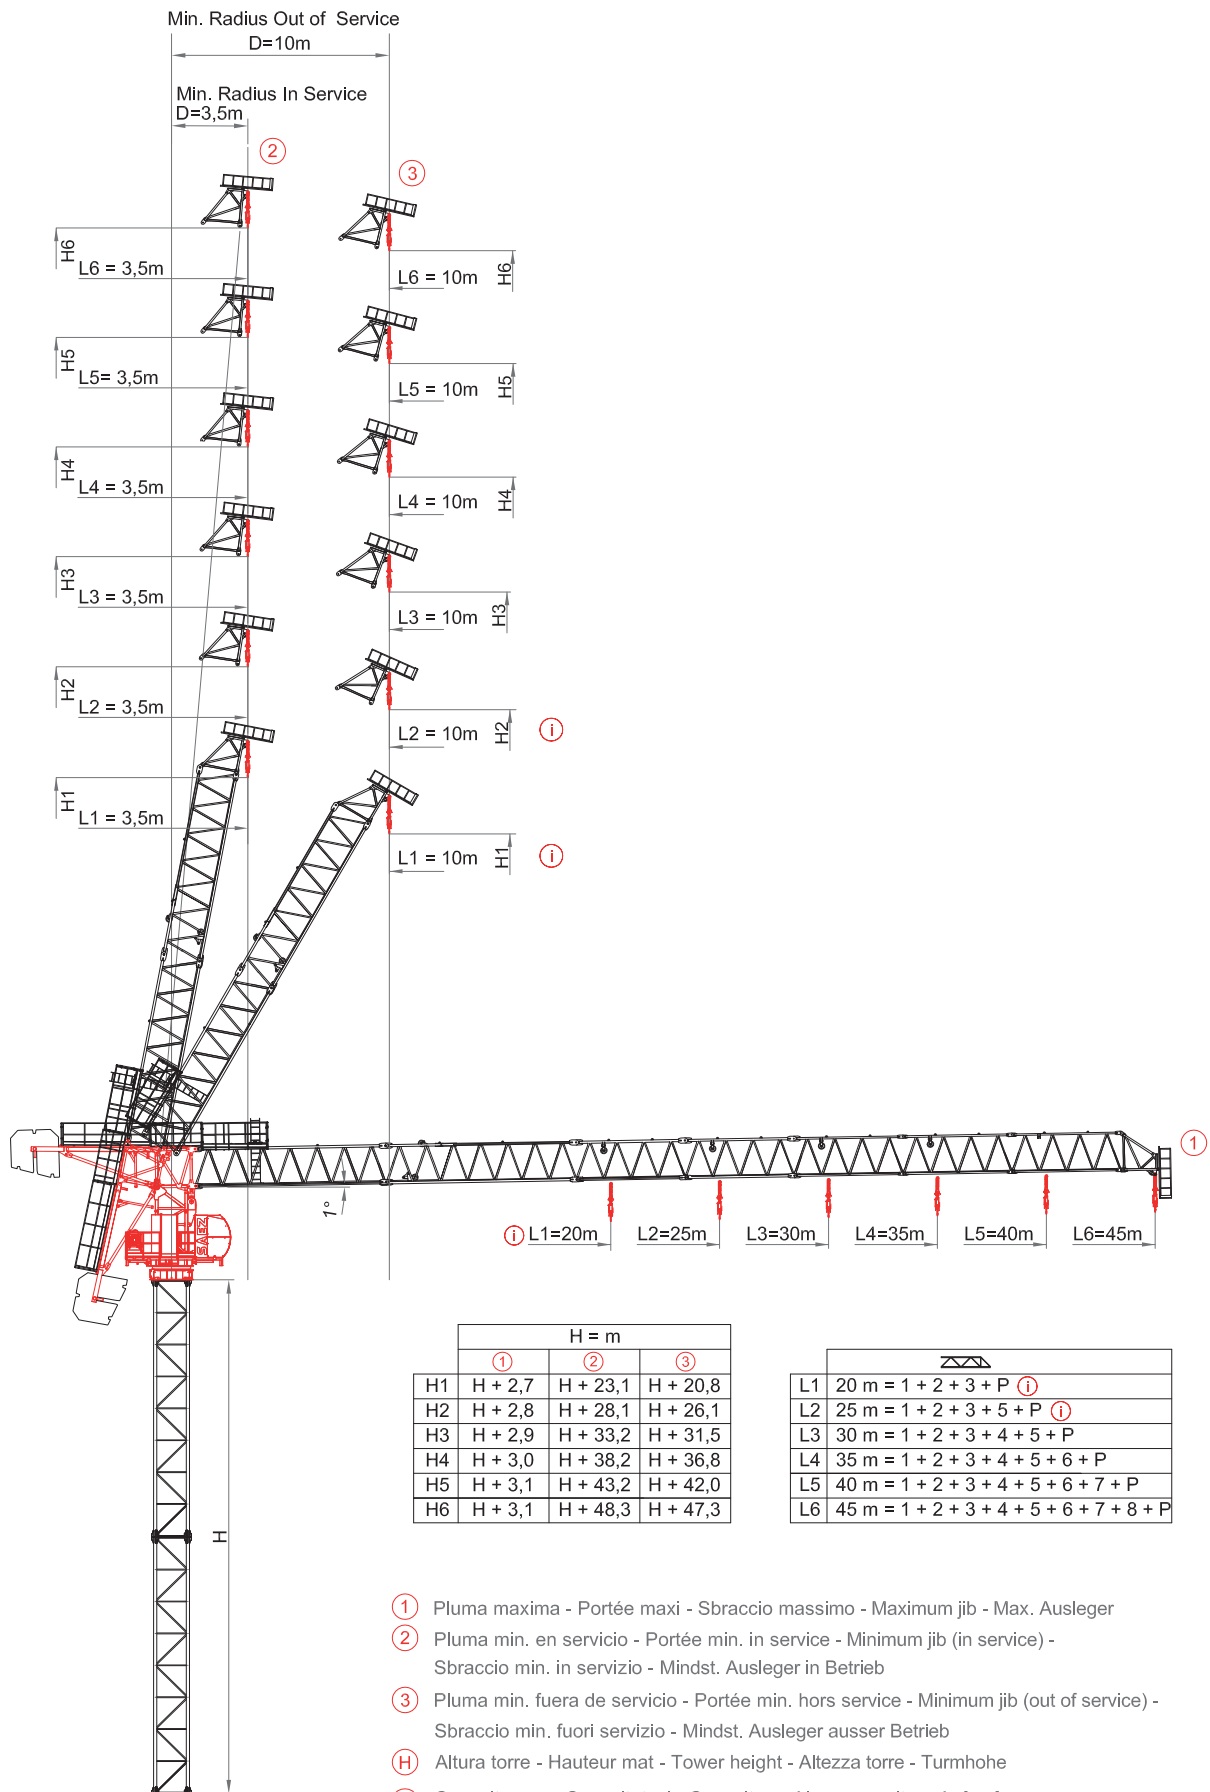 Min. Radius Out of Service
D=10m
Min. Radius In Service
D=3,5m
2
3
H6
L6 = 3,5m
L6 = 10m
H6
H5
L5= 3,5m
L5 = 10m
H5
H4
L4 = 3,5m
L4 = 10m
H4
H3
L3 = 3,5m
L3 = 10m
H3
H2
L2 = 3,5m
L2 = 10m
H2
i
H1
L1 = 3,5m
L1 = 10m
H1
i
1
1°
SAEZ
i L1=20m L2=25m L3=30m L4=35m L5=40m L6=45m
H
H = m
1 2 3
H1 H + 2,7 H + 23,1 H + 20,8
H2 H + 2,8 H + 28,1 H + 26,1
H3 H + 2,9 H + 33,2 H + 31,5
H4 H + 3,0 H + 38,2 H + 36,8
H5 H + 3,1 H + 43,2 H + 42,0
H6 H + 3,1 H + 48,3 H + 47,3
L1 20 m = 1 + 2 + 3 + P i
L2 25 m = 1 + 2 + 3 + 5 + P i
L3 30 m = 1 + 2 + 3 + 4 + 5 + P
L4 35 m = 1 + 2 + 3 + 4 + 5 + 6 + P
L5 40 m = 1 + 2 + 3 + 4 + 5 + 6 + 7 + P
L6 45 m = 1 + 2 + 3 + 4 + 5 + 6 + 7 + 8 + P
1 Pluma maxima - Portée maxi - Sbraccio massimo - Maximum jib - Max. Ausleger
2 Pluma min. en servicio - Portée min. in service - Minimum jib (in service) -
Sbraccio min. in servizio - Mindst. Ausleger in Betrieb
3 Pluma min. fuera de servicio - Portée min. hors service - Minimum jib (out of service) -
Sbraccio min. fuori servizio - Mindst. Ausleger ausser Betrieb
H Altura torre - Hauteur mat - Tower height - Altezza torre - Turmhohe